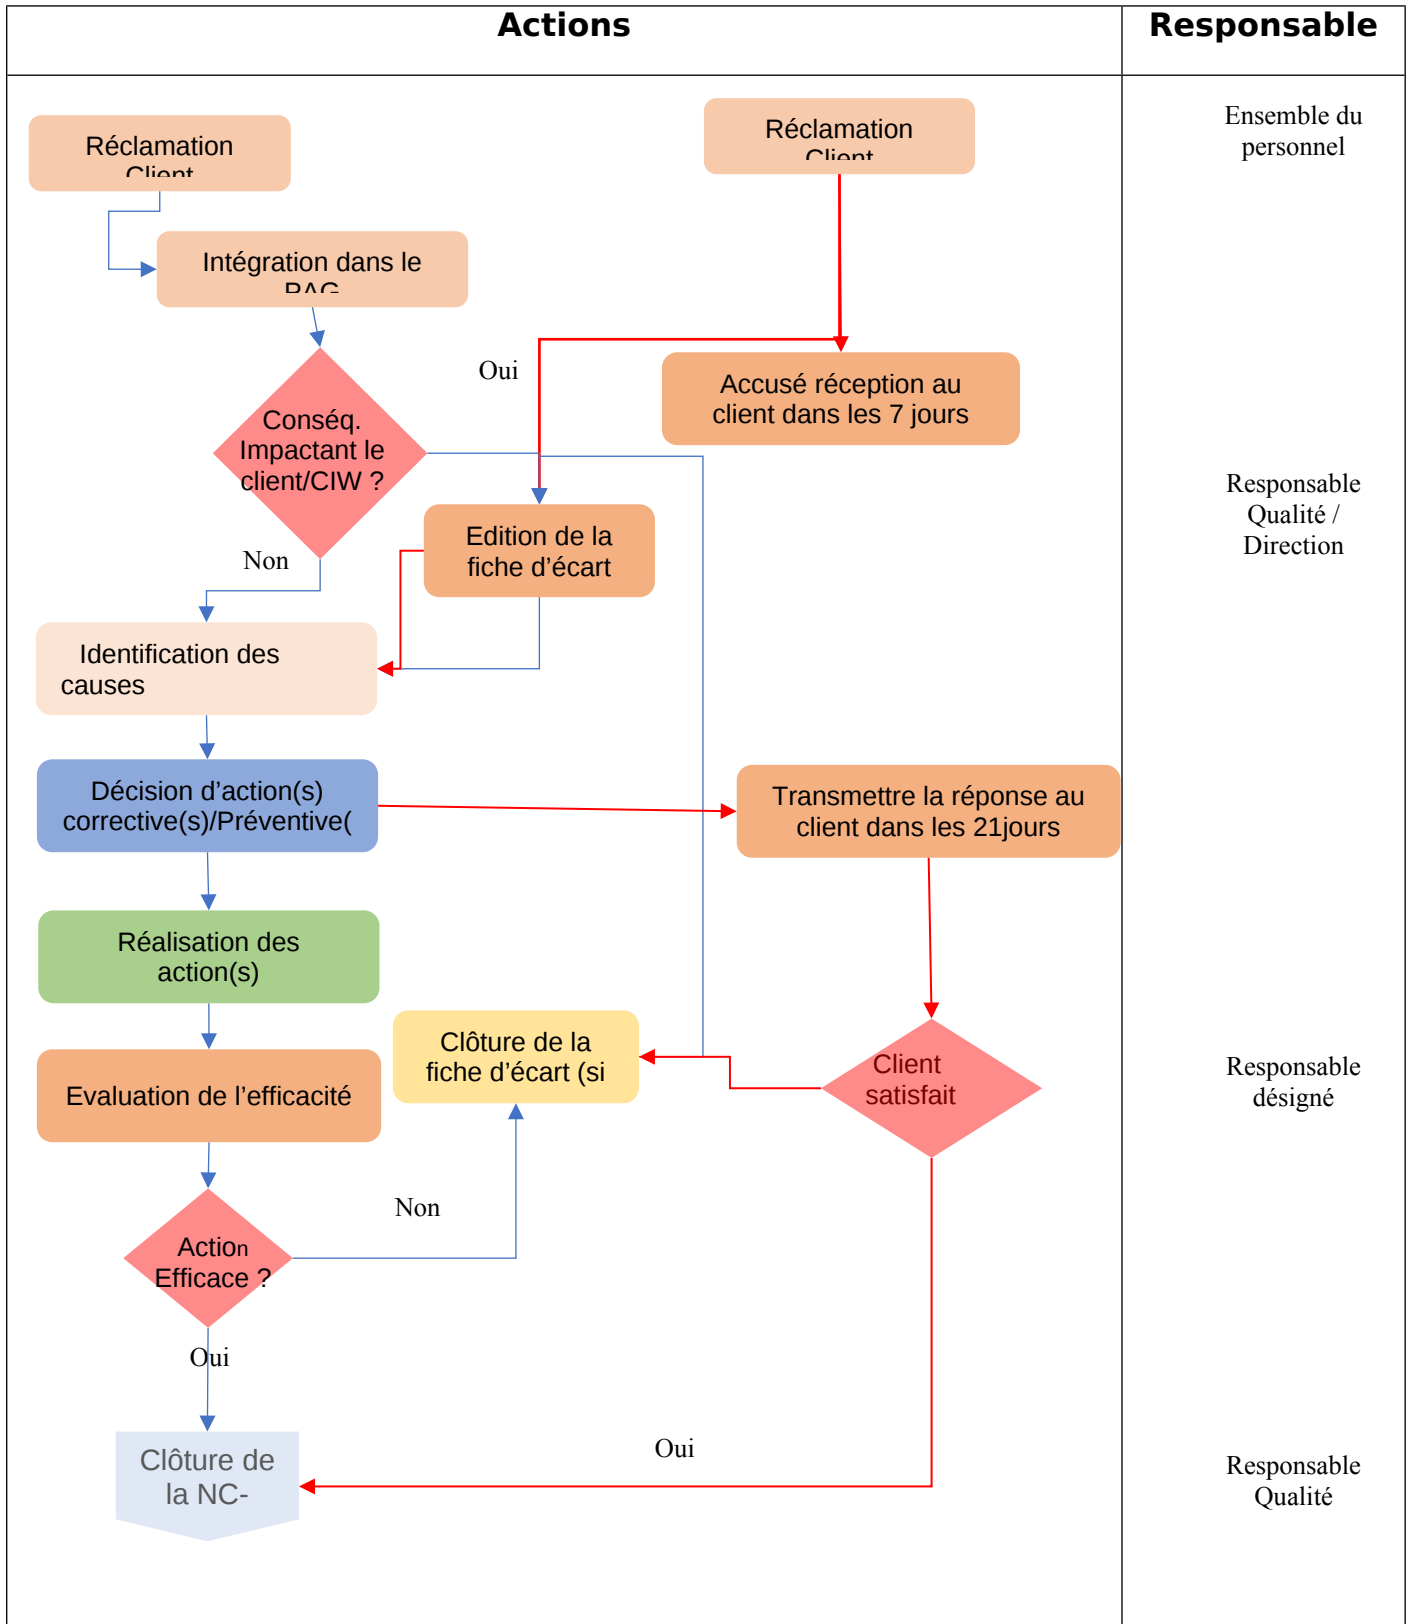 Actions
Responsable
Réclamation
Client
Réclamation
Client
Ensemble du
personnel
Intégration dans le
PAG
Oui
Accusé réception au
client dans les 7 jours
Conséq.
Impactant le
client/CIW ?
Responsable
Qualité /
Direction
Edition de la
fiche d’écart
Non
Identification des
causes
Décision d’action(s)
corrective(s)/Préventive(
Transmettre la réponse au
client dans les 21jours
Réalisation des
action(s)
Clôture de la
fiche d’écart (si
Client
satisfait
Responsable
désigné
Evaluation de l’efficacité
Non
Action
Efficace ?
Oui
Oui
Clôture de
la NC-
Responsable
Qualité